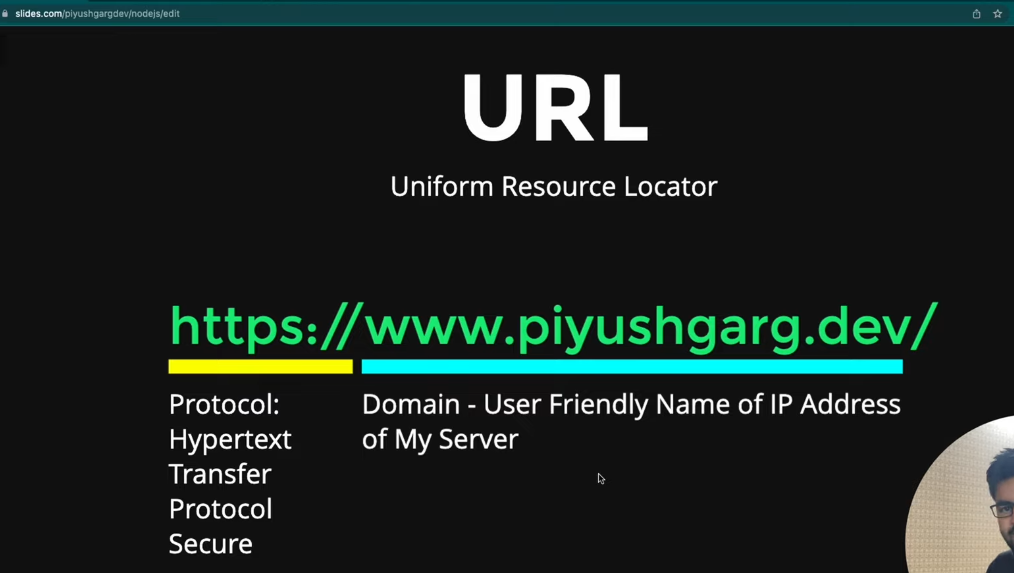 slides.com/piyushgargdev/nodejs/edit
URL
Uniform Resource Locator
https://www.piyushgarg.dev/
Protocol:
Hypertext
Transfer
Protocol
Secure
Domain - User Friendly Name of IP Address
of My Server